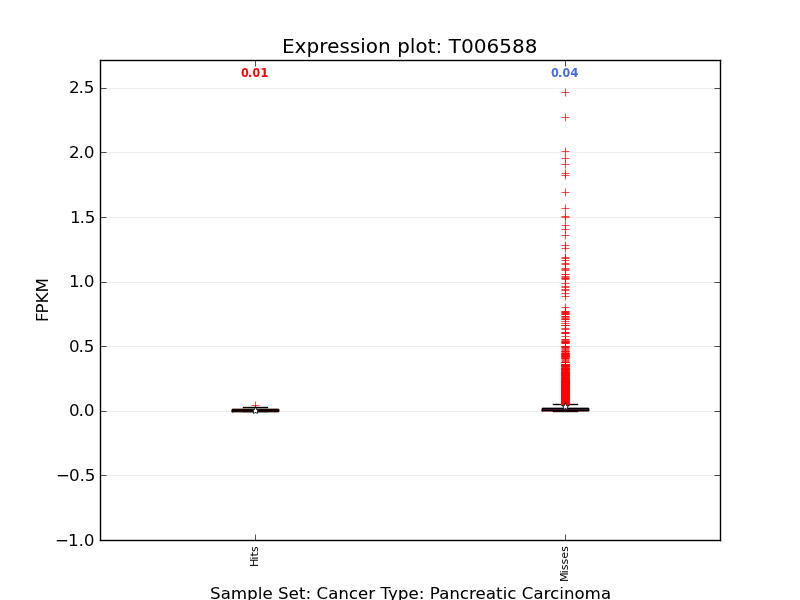 Expression plot: T006588
0.01
0.04
2.5
2.0
1.5
1.0
0.5
0.0
−0.5
−1.0
FPKM
Hits
Misses
Sample Set: Cancer Type: Pancreatic Carcinoma